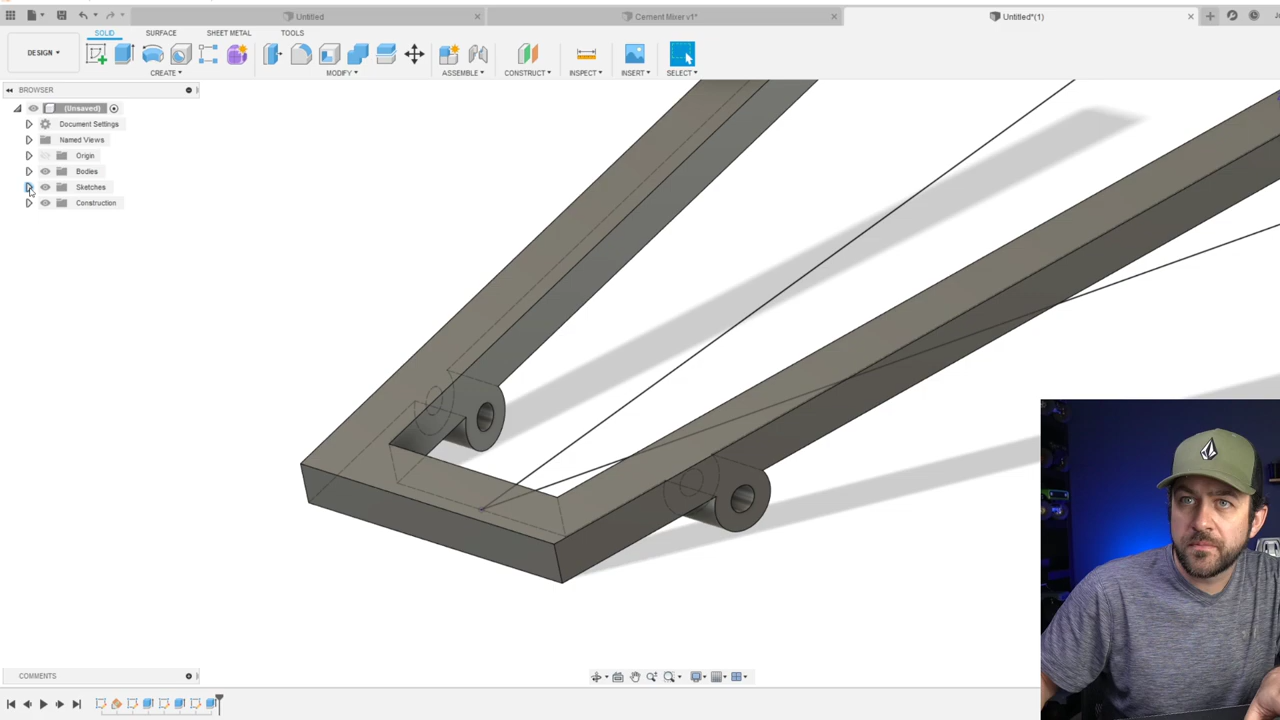 Untitled
Cement Mixer v1*
Untitled*(1)
SOLID
SURFACE
SHEET METAL
TOOLS
DESIGN
CREATE
MODIFY
ASSEMBLE
CONSTRUCT
INSPECT
INSERT
SELECT
BROWSER
(Unsaved)
Document Settings
Named Views
Origin
Bodies
Sketches
Construction
COMMENTS